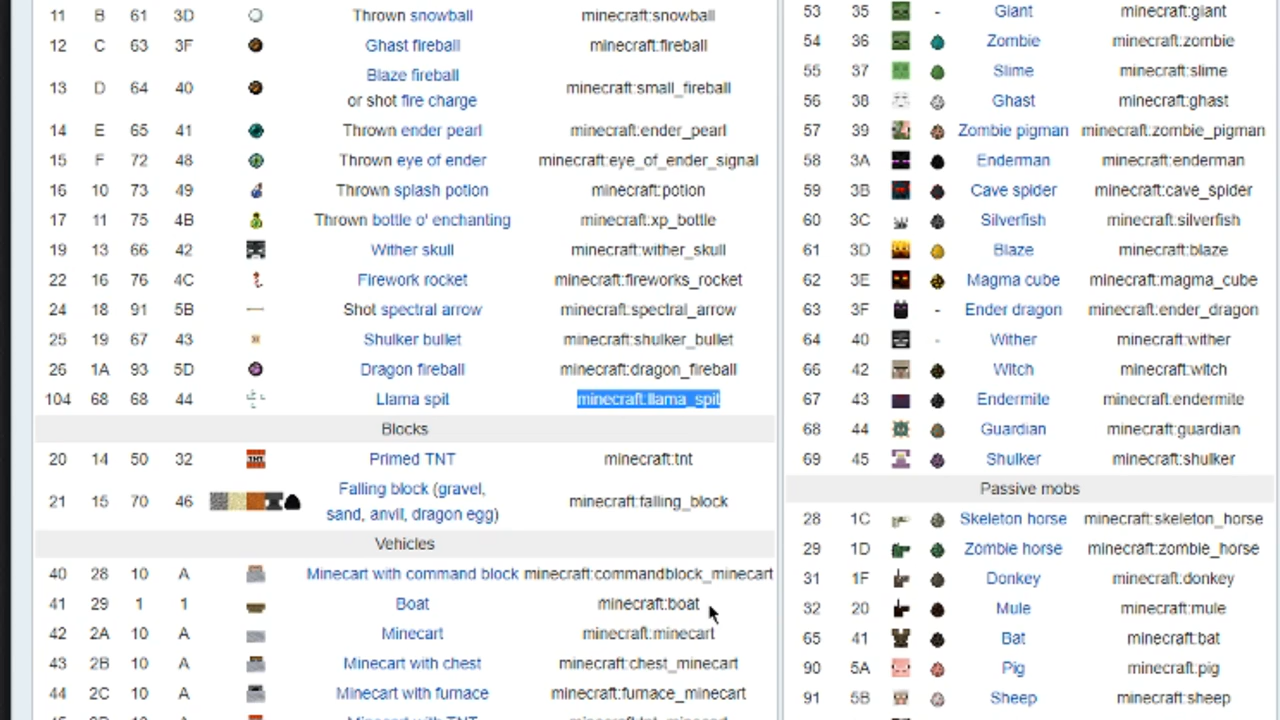 11 B 61 3D Thrown snowball minecraft:snowball
12 C 63 3F Ghast fireball minecraft:fireball
13 D 64 40 Blaze fireball
or shot fire charge minecraft:small_fireball
14 E 65 41 Thrown ender pearl minecraft:ender_pearl
15 F 72 48 Thrown eye of ender minecraft:eye_of_ender_signal
16 10 73 49 Thrown splash potion minecraft:potion
17 11 75 4B Thrown bottle o' enchanting minecraft:xp_bottle
19 13 66 42 Wither skull minecraft:wither_skull
22 16 76 4C Firework rocket minecraft:fireworks_rocket
24 18 91 5B Shot spectral arrow minecraft:spectral_arrow
25 19 67 43 Shulker bullet minecraft:shulker_bullet
26 1A 93 5D Dragon fireball minecraft:dragon_fireball
104 68 68 44 Llama spit minecraft:llama_spit
Blocks
20 14 50 32 Primed TNT minecraft:tnt
21 15 70 46 Falling block (gravel,
sand, anvil, dragon egg) minecraft:falling_block
Vehicles
40 28 10 A Minecart with command block minecraft:commandblock_minecart
41 29 1 1 Boat minecraft:boat
42 2A 10 A Minecart minecraft:minecart
43 2B 10 A Minecart with chest minecraft:chest_minecart
44 2C 10 A Minecart with furnace minecraft:furnace_minecart
Minecart with TNT
53 35 - Giant minecraft:giant
54 36 Zombie minecraft:zombie
55 37 Slime minecraft:slime
56 38 Ghast minecraft:ghast
57 39 Zombie pigman minecraft:zombie_pigman
58 3A Enderman minecraft:enderman
59 3B Cave spider minecraft:cave_spider
60 3C Silverfish minecraft:silverfish
61 3D Blaze minecraft:blaze
62 3E Magma cube minecraft:magma_cube
63 3F - Ender dragon minecraft:ender_dragon
64 40 - Wither minecraft:wither
66 42 Witch minecraft:witch
67 43 Endermite minecraft:endermite
68 44 Guardian minecraft:guardian
69 45 Shulker minecraft:shulker
Passive mobs
28 1C Skeleton horse minecraft:skeleton_horse
29 1D Zombie horse minecraft:zombie_horse
31 1F Donkey minecraft:donkey
32 20 Mule minecraft:mule
65 41 Bat minecraft:bat
90 5A Pig minecraft:pig
91 5B Sheep minecraft:sheep